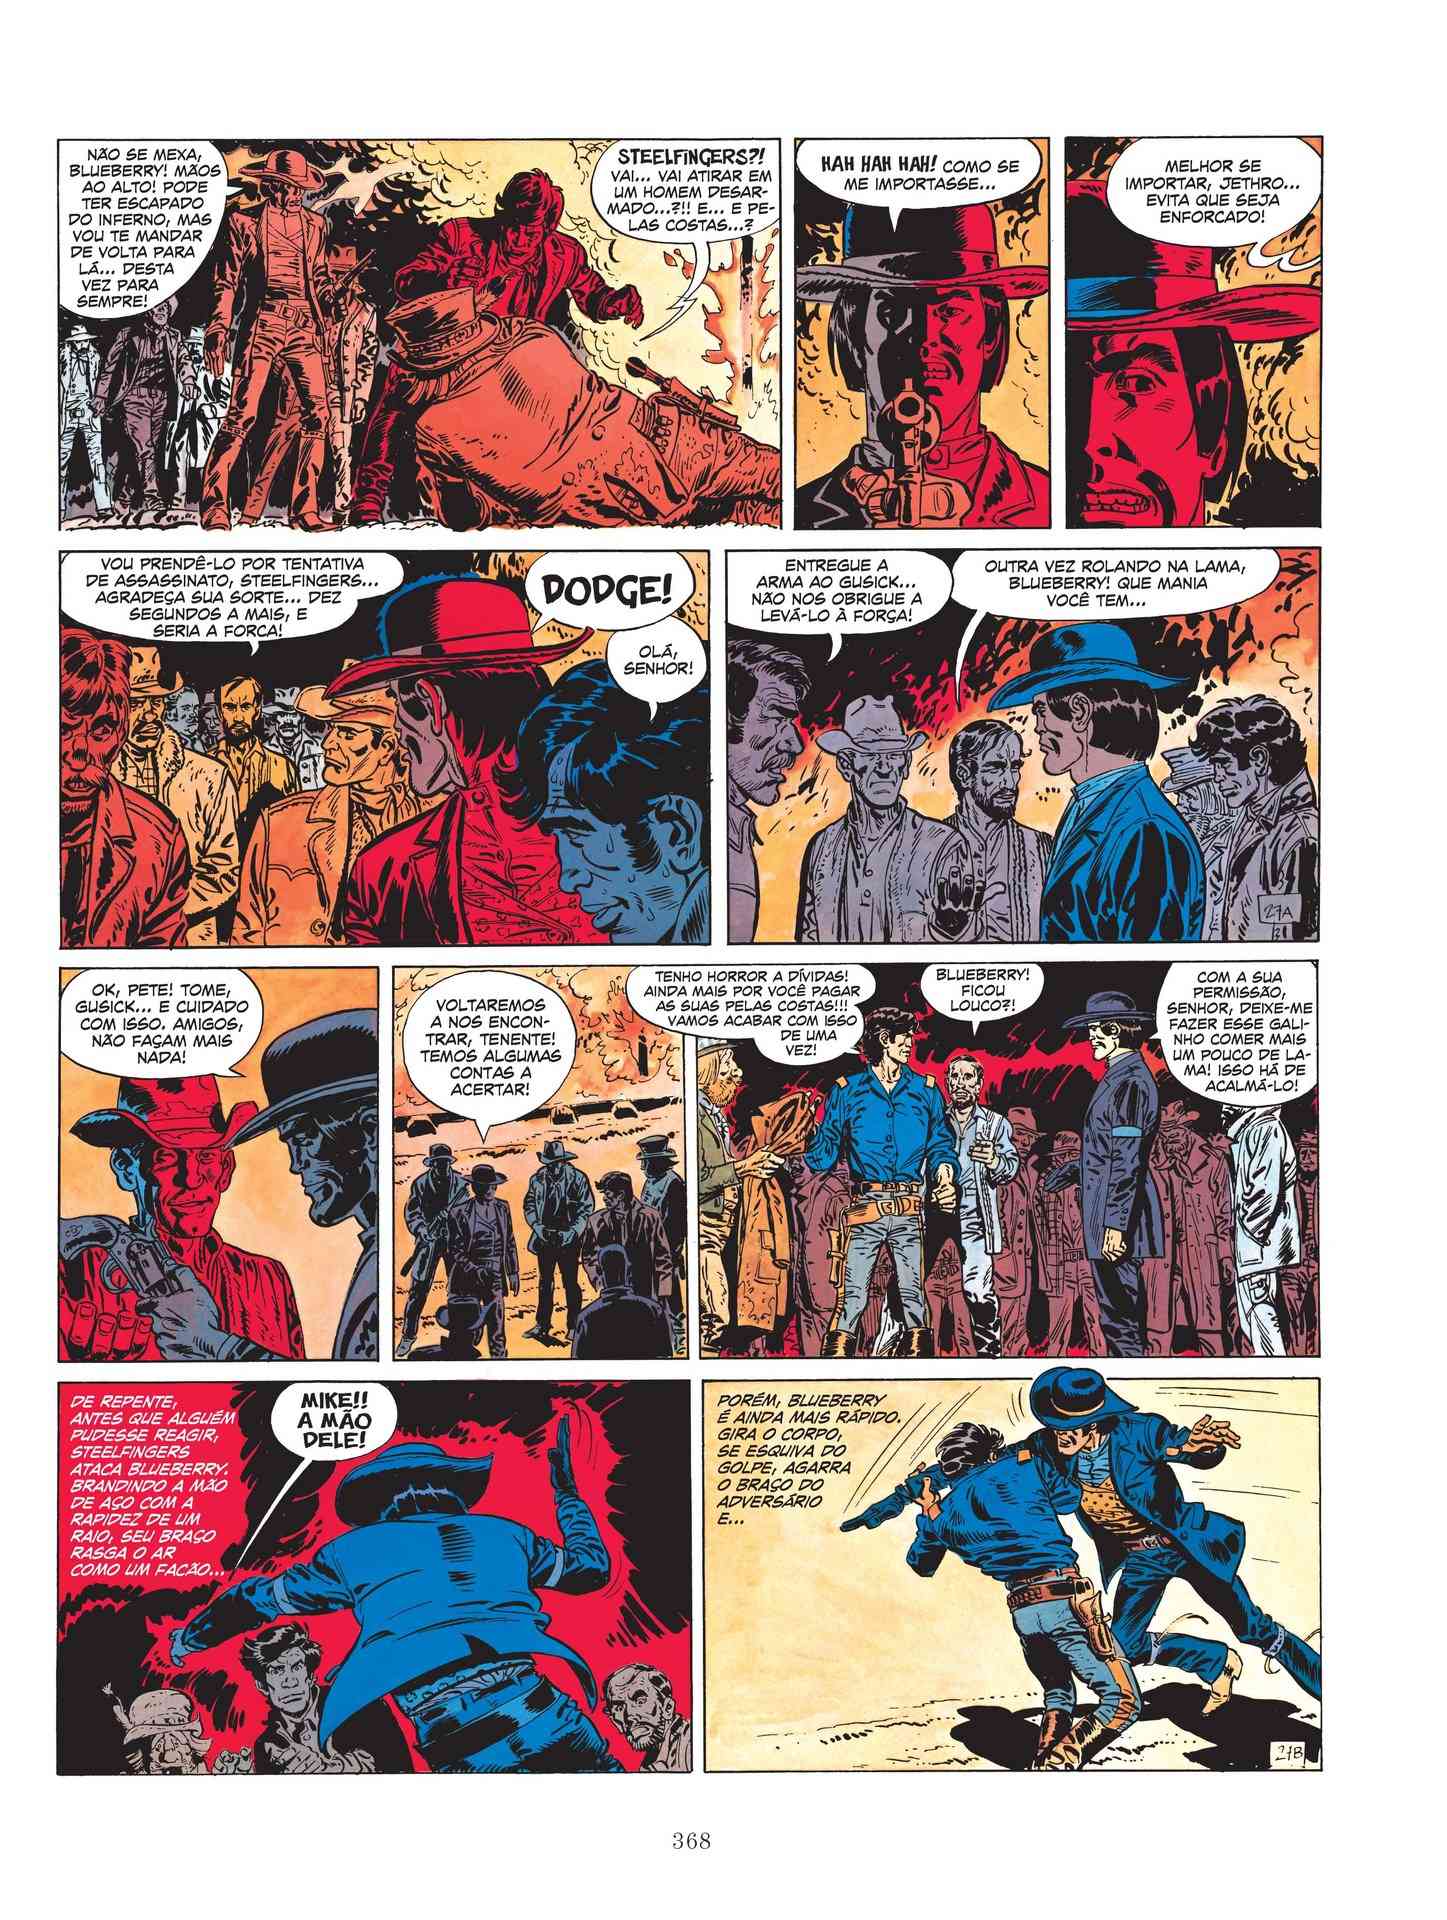 NÃO SE MEXA,
BLUEBERRY! MÃOS
AO ALTO! PODE
TER ESCAPADO
DO INFERNO, MAS
VOU TE MANDAR
DE VOLTA PARA
LÁ... DESTA
VEZ PARA
SEMPRE!
STEELFINGERS?!
VAI... VAI ATIRAR EM
UM HOMEM DESAR-
MADO...?!! E... E PE-
LAS COSTAS...?
HAH HAH HAH! COMO SE
ME IMPORTASSE...
MELHOR SE
IMPORTAR, JETHRO...
EVITA QUE SEJA
ENFORCADO!
VOU PRENDÊ-LO POR TENTATIVA
DE ASSASSINATO, STEELFINGERS...
AGRADEÇA SUA SORTE... DEZ
SEGUNDOS A MAIS, E
SERIA A FORCA!
DODGE!
OLÁ,
SENHOR!
ENTREGUE A
ARMA AO GUSICK...
NÃO NOS OBRIGUE A
LEVÁ-LO À FORÇA!
OUTRA VEZ ROLANDO NA LAMA,
BLUEBERRY! QUE MANIA
VOCÊ TEM...
27A
OK, PETE! TOME,
GUSICK... E CUIDADO
COM ISSO. AMIGOS,
NÃO FAÇAM MAIS
NADA!
VOLTAREMOS
A NOS ENCON-
TRAR, TENENTE!
TEMOS ALGUMAS
CONTAS A
ACERTAR!
TENHO HORROR A DÍVIDAS!
AINDA MAIS POR VOCÊ PAGAR
AS SUAS PELAS COSTAS!!!
VAMOS ACABAR COM ISSO
DE UMA
VEZ!
BLUEBERRY!
FICOU
LOUCO?!
COM A SUA
PERMISSÃO,
SENHOR, DEIXE-ME
FAZER ESSE GALI-
NHO COMER MAIS
UM POUCO DE LA-
MA! ISSO HÁ DE
ACALMÁ-LO!
DE REPENTE,
ANTES QUE ALGUÉM
PUDESSE REAGIR,
STEELFINGERS
ATACA BLUEBERRY.
BRANDINDO A MÃO
DE AÇO COM A
RAPIDEZ DE UM
RAIO, SEU BRAÇO
RASGA O AR
COMO UM FACÃO...
MIKE!!
A MÃO
DELE!
PORÉM, BLUEBERRY
É AINDA MAIS RÁPIDO.
GIRA O CORPO,
SE ESQUIVA DO
GOLPE, AGARRA
O BRAÇO DO
ADVERSÁRIO
E...
27B
368